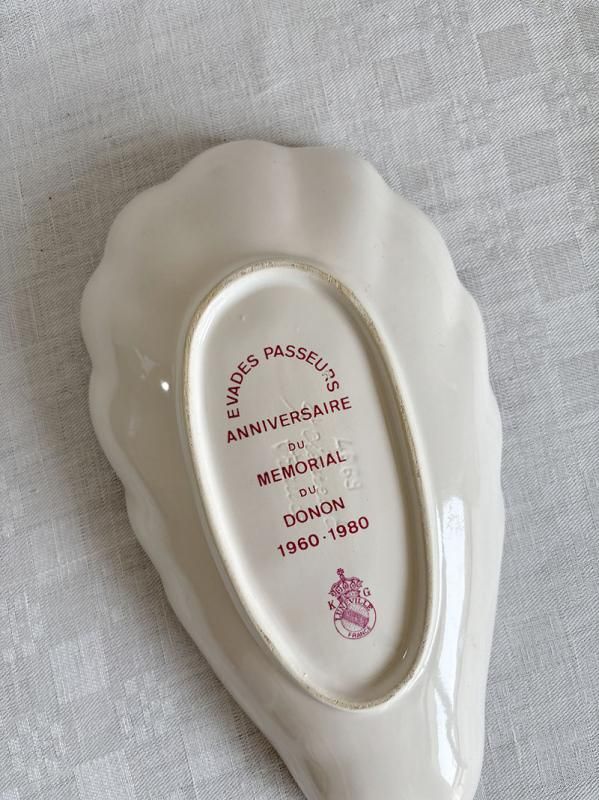 EVADES PASSEURS
ANNIVERSAIRE
DU
MEMORIAL
DU
DONON
1960·1980
K G
LUNEVILLE
FRANCE